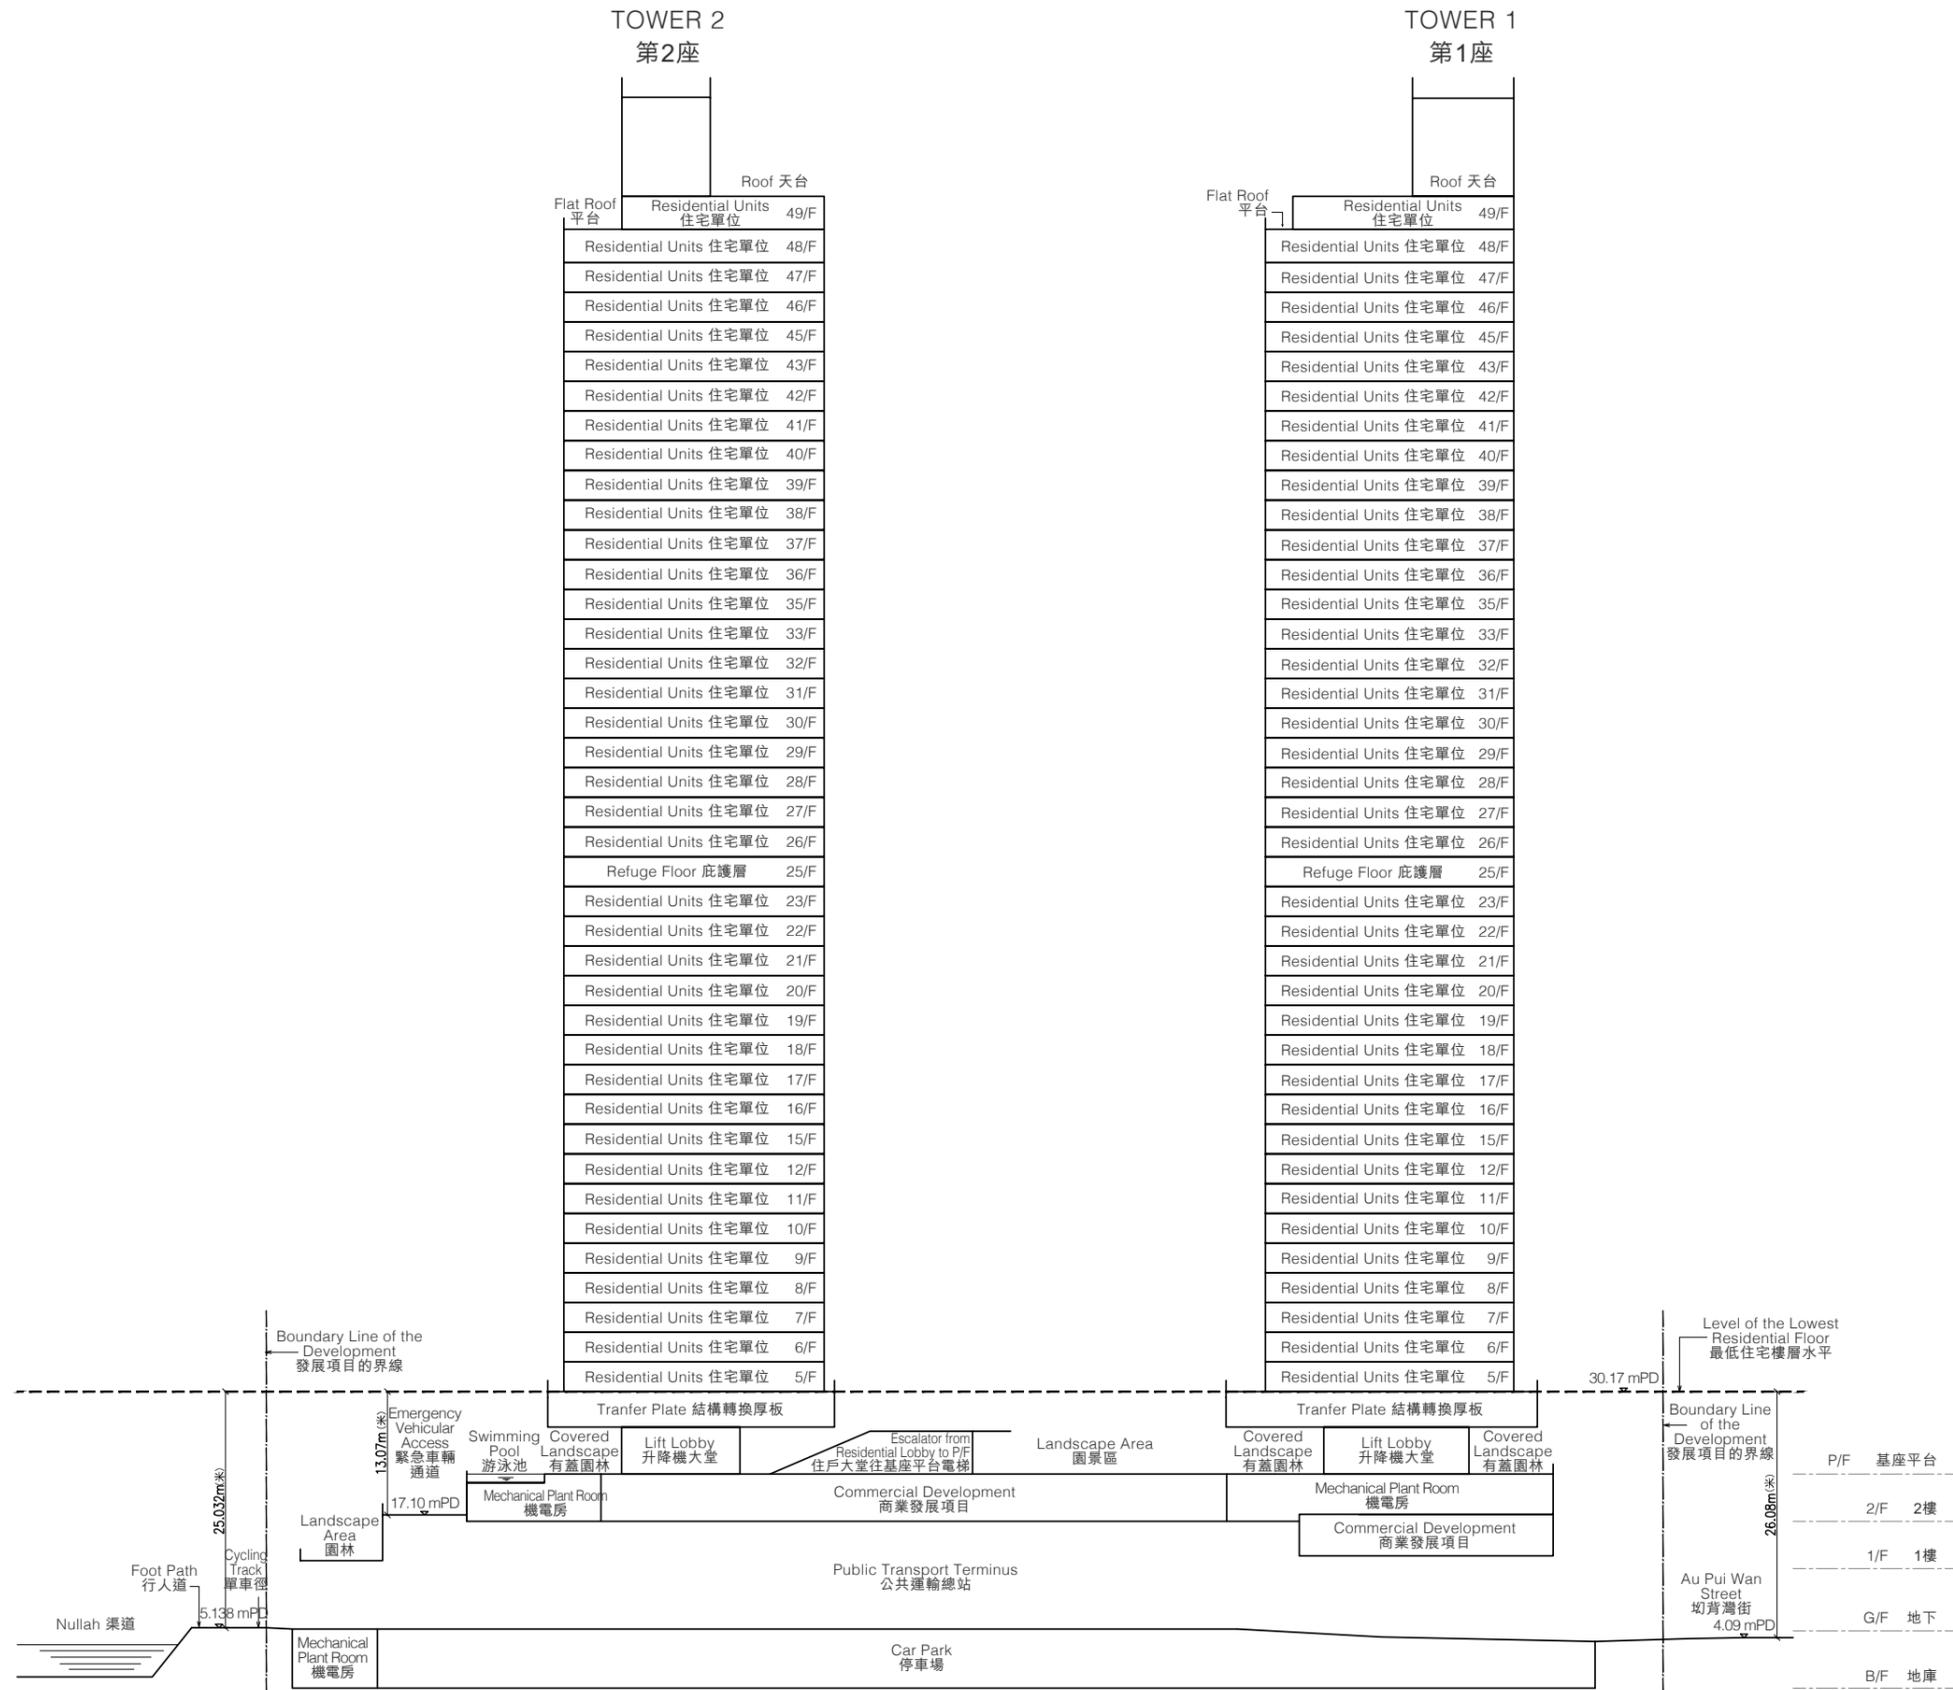 TOWER 2
第2座
TOWER 1
第1座
Roof 天台
Roof 天台
Flat Roof
平台
Residential Units
住宅單位
49/F
Flat Roof
平台
Residential Units
住宅單位
49/F
Residential Units 住宅單位 48/F
Residential Units 住宅單位 48/F
Residential Units 住宅單位 47/F
Residential Units 住宅單位 47/F
Residential Units 住宅單位 46/F
Residential Units 住宅單位 46/F
Residential Units 住宅單位 45/F
Residential Units 住宅單位 45/F
Residential Units 住宅單位 43/F
Residential Units 住宅單位 43/F
Residential Units 住宅單位 42/F
Residential Units 住宅單位 42/F
Residential Units 住宅單位 41/F
Residential Units 住宅單位 41/F
Residential Units 住宅單位 40/F
Residential Units 住宅單位 40/F
Residential Units 住宅單位 39/F
Residential Units 住宅單位 39/F
Residential Units 住宅單位 38/F
Residential Units 住宅單位 38/F
Residential Units 住宅單位 37/F
Residential Units 住宅單位 37/F
Residential Units 住宅單位 36/F
Residential Units 住宅單位 36/F
Residential Units 住宅單位 35/F
Residential Units 住宅單位 35/F
Residential Units 住宅單位 33/F
Residential Units 住宅單位 33/F
Residential Units 住宅單位 32/F
Residential Units 住宅單位 32/F
Residential Units 住宅單位 31/F
Residential Units 住宅單位 31/F
Residential Units 住宅單位 30/F
Residential Units 住宅單位 30/F
Residential Units 住宅單位 29/F
Residential Units 住宅單位 29/F
Residential Units 住宅單位 28/F
Residential Units 住宅單位 28/F
Residential Units 住宅單位 27/F
Residential Units 住宅單位 27/F
Residential Units 住宅單位 26/F
Residential Units 住宅單位 26/F
Refuge Floor 庇護層 25/F
Refuge Floor 庇護層 25/F
Residential Units 住宅單位 23/F
Residential Units 住宅單位 23/F
Residential Units 住宅單位 22/F
Residential Units 住宅單位 22/F
Residential Units 住宅單位 21/F
Residential Units 住宅單位 21/F
Residential Units 住宅單位 20/F
Residential Units 住宅單位 20/F
Residential Units 住宅單位 19/F
Residential Units 住宅單位 19/F
Residential Units 住宅單位 18/F
Residential Units 住宅單位 18/F
Residential Units 住宅單位 17/F
Residential Units 住宅單位 17/F
Residential Units 住宅單位 16/F
Residential Units 住宅單位 16/F
Residential Units 住宅單位 15/F
Residential Units 住宅單位 15/F
Residential Units 住宅單位 12/F
Residential Units 住宅單位 12/F
Residential Units 住宅單位 11/F
Residential Units 住宅單位 11/F
Residential Units 住宅單位 10/F
Residential Units 住宅單位 10/F
Residential Units 住宅單位 9/F
Residential Units 住宅單位 9/F
Residential Units 住宅單位 8/F
Residential Units 住宅單位 8/F
Residential Units 住宅單位 7/F
Residential Units 住宅單位 7/F
Residential Units 住宅單位 6/F
Residential Units 住宅單位 6/F
Residential Units 住宅單位 5/F
Residential Units 住宅單位 5/F
Boundary Line of the
Development
發展項目的界線
Level of the Lowest
Residential Floor
最低住宅樓層水平
30.17 mPD
Tranfer Plate 結構轉換厚板
Tranfer Plate 結構轉換厚板
25.032m(米)
13.07m(米)
Emergency
Vehicular
Access
緊急車輛
通道
Swimming
Pool
游泳池
Covered
Landscape
有蓋園林
Lift Lobby
升降機大堂
Escalator from
Residential Lobby to P/F
住戶大堂往基座平台電梯
Landscape Area
園景區
Covered
Landscape
有蓋園林
Lift Lobby
升降機大堂
Covered
Landscape
有蓋園林
Boundary Line
of the
Development
發展項目的界線
26.08m(米)
P/F 基座平台
17.10 mPD
Mechanical Plant Room
機電房
Commercial Development
商業發展項目
Mechanical Plant Room
機電房
2/F 2樓
Landscape
Area
園林
Commercial Development
商業發展項目
1/F 1樓
Cycling
Track
單車徑
Foot Path
行人道
Public Transport Terminus
公共運輸總站
Au Pui Wan
Street
坳背灣街
4.09 mPD
5.138 mPD
Nullah 渠道
G/F 地下
Mechanical
Plant Room
機電房
Car Park
停車場
B/F 地庫